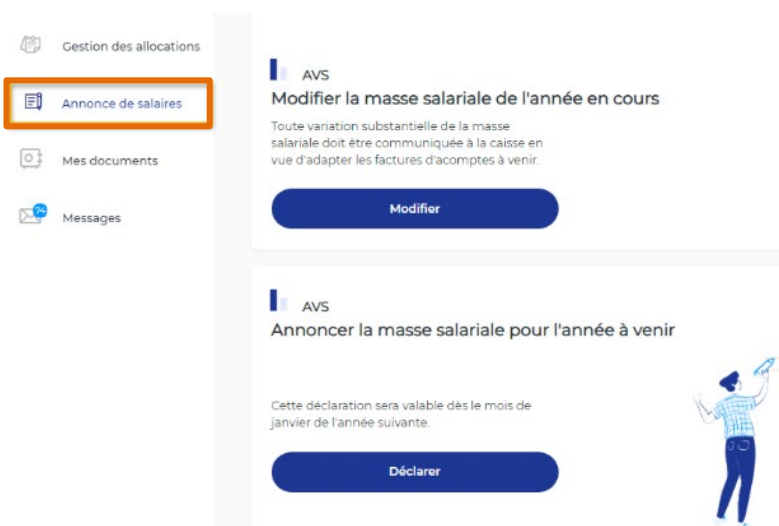 Gestion des allocations
Annonce de salaires
Mes documents
74
Messages
AVS
Modifier la masse salariale de l'année en cours
Toute variation substantielle de la masse
salariale doit être communiquée à la caisse en
vue d'adapter les factures d'acomptes à venir.
Modifier
AVS
Annoncer la masse salariale pour l'année à venir
Cette déclaration sera valable dès le mois de
janvier de l'année suivante.
Déclarer